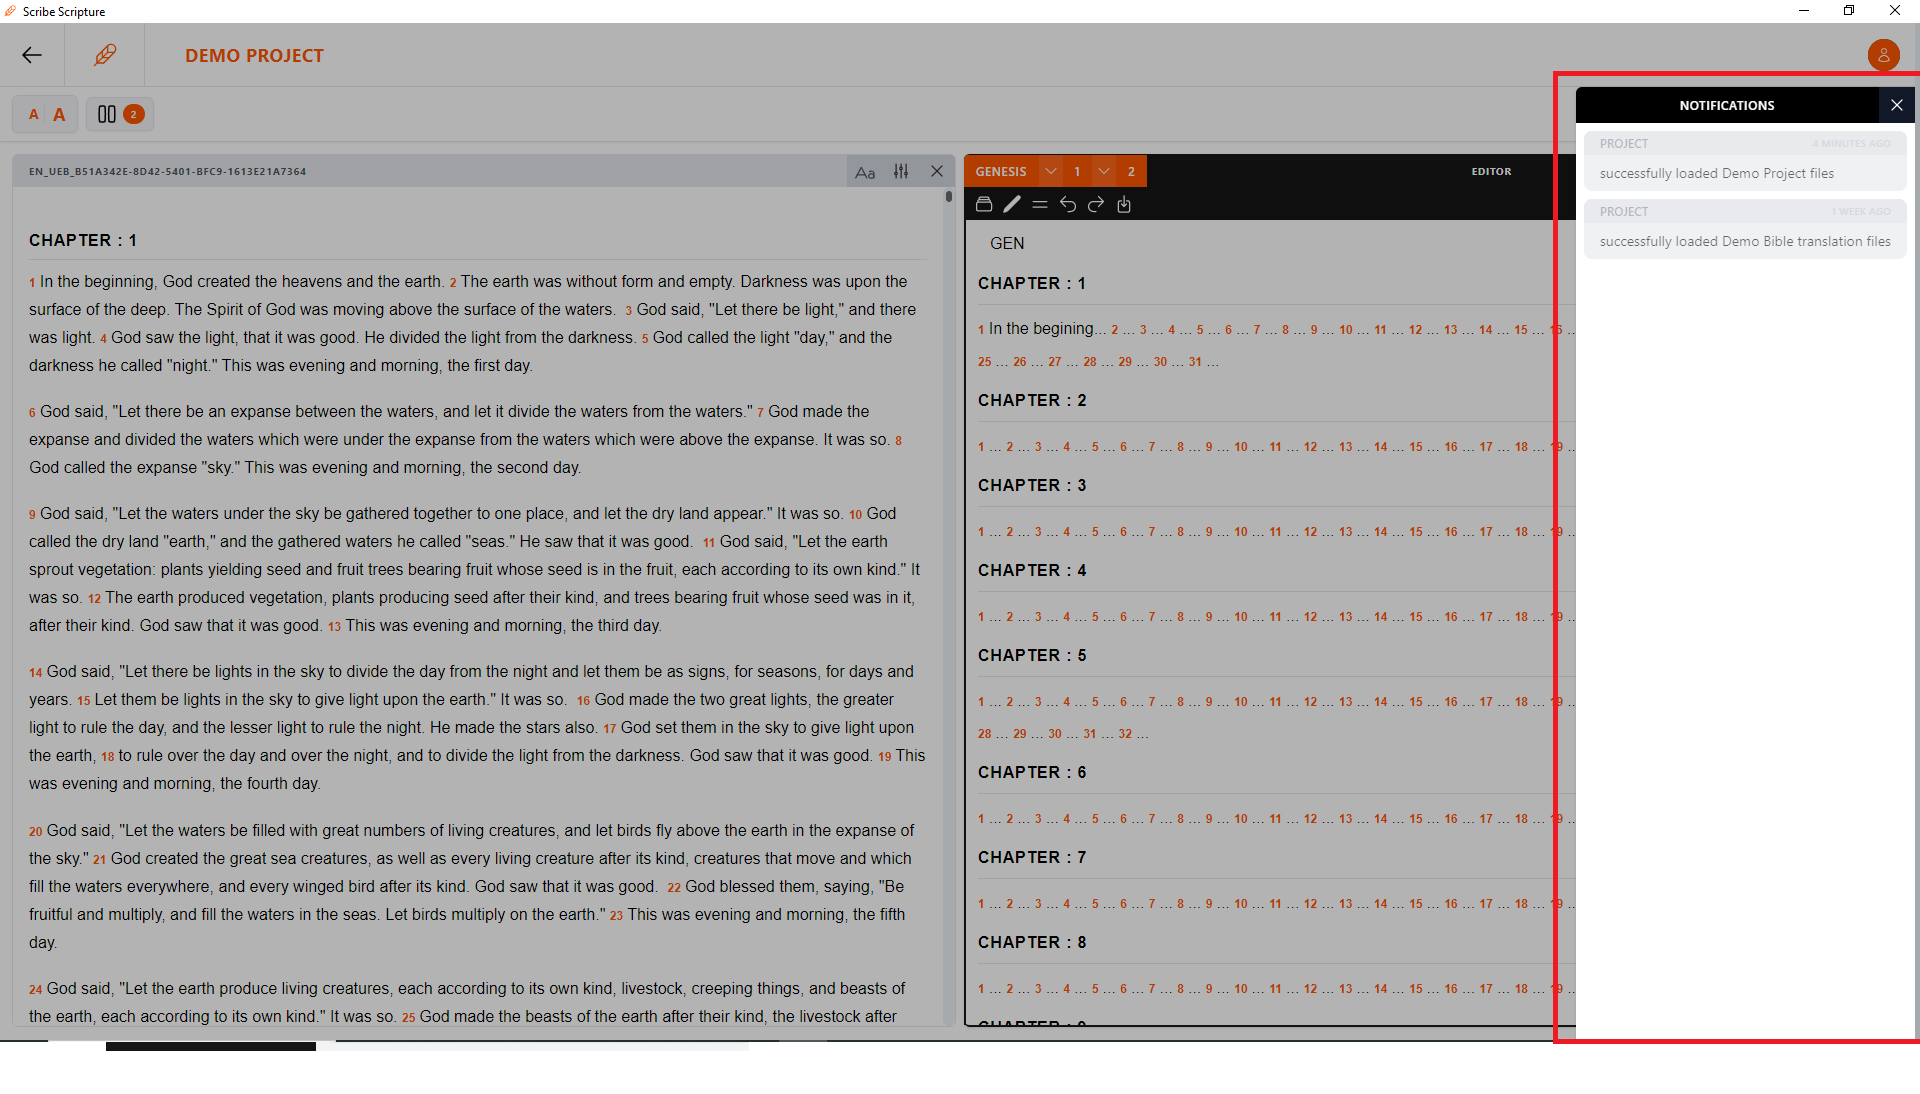 Scribe Scripture
DEMO PROJECT
A A 2
EN_UEB_B51A342E-8D42-5401-BFC9-1613E21A7364 Aa
CHAPTER : 1
1 In the beginning, God created the heavens and the earth. 2 The earth was without form and empty. Darkness was upon the
surface of the deep. The Spirit of God was moving above the surface of the waters. 3 God said, "Let there be light," and there
was light. 4 God saw the light, that it was good. He divided the light from the darkness. 5 God called the light "day," and the
darkness he called "night." This was evening and morning, the first day.
6 God said, "Let there be an expanse between the waters, and let it divide the waters from the waters." 7 God made the
expanse and divided the waters which were under the expanse from the waters which were above the expanse. It was so. 8
God called the expanse "sky." This was evening and morning, the second day.
9 God said, "Let the waters under the sky be gathered together to one place, and let the dry land appear." It was so. 10 God
called the dry land "earth," and the gathered waters he called "seas." He saw that it was good. 11 God said, "Let the earth
sprout vegetation: plants yielding seed and fruit trees bearing fruit whose seed is in the fruit, each according to its own kind." It
was so. 12 The earth produced vegetation, plants producing seed after their kind, and trees bearing fruit whose seed was in it,
after their kind. God saw that it was good. 13 This was evening and morning, the third day.
14 God said, "Let there be lights in the sky to divide the day from the night and let them be as signs, for seasons, for days and
years. 15 Let them be lights in the sky to give light upon the earth." It was so. 16 God made the two great lights, the greater
light to rule the day, and the lesser light to rule the night. He made the stars also. 17 God set them in the sky to give light upon
the earth, 18 to rule over the day and over the night, and to divide the light from the darkness. God saw that it was good. 19 This
was evening and morning, the fourth day.
20 God said, "Let the waters be filled with great numbers of living creatures, and let birds fly above the earth in the expanse of
the sky." 21 God created the great sea creatures, as well as every living creature after its kind, creatures that move and which
fill the waters everywhere, and every winged bird after its kind. God saw that it was good. 22 God blessed them, saying, "Be
fruitful and multiply, and fill the waters in the seas. Let birds multiply on the earth." 23 This was evening and morning, the fifth
day.
24 God said, "Let the earth produce living creatures, each according to its own kind, livestock, creeping things, and beasts of
the earth, each according to its own kind." It was so. 25 God made the beasts of the earth after their kind, the livestock after
GENESIS 1 2 EDITOR
GEN
CHAPTER : 1
1 In the begining... 2 ... 3 ... 4 ... 5 ... 6 ... 7 ... 8 ... 9 ... 10 ... 11 ... 12 ... 13 ... 14 ... 15 ... 16 ...
25 ... 26 ... 27 ... 28 ... 29 ... 30 ... 31 ...
CHAPTER : 2
1 ... 2 ... 3 ... 4 ... 5 ... 6 ... 7 ... 8 ... 9 ... 10 ... 11 ... 12 ... 13 ... 14 ... 15 ... 16 ... 17 ... 18 ... 19 ...
CHAPTER : 3
1 ... 2 ... 3 ... 4 ... 5 ... 6 ... 7 ... 8 ... 9 ... 10 ... 11 ... 12 ... 13 ... 14 ... 15 ... 16 ... 17 ... 18 ... 19 ...
CHAPTER : 4
1 ... 2 ... 3 ... 4 ... 5 ... 6 ... 7 ... 8 ... 9 ... 10 ... 11 ... 12 ... 13 ... 14 ... 15 ... 16 ... 17 ... 18 ... 19 ...
CHAPTER : 5
1 ... 2 ... 3 ... 4 ... 5 ... 6 ... 7 ... 8 ... 9 ... 10 ... 11 ... 12 ... 13 ... 14 ... 15 ... 16 ... 17 ... 18 ... 19 ...
28 ... 29 ... 30 ... 31 ... 32 ...
CHAPTER : 6
1 ... 2 ... 3 ... 4 ... 5 ... 6 ... 7 ... 8 ... 9 ... 10 ... 11 ... 12 ... 13 ... 14 ... 15 ... 16 ... 17 ... 18 ... 19 ...
CHAPTER : 7
1 ... 2 ... 3 ... 4 ... 5 ... 6 ... 7 ... 8 ... 9 ... 10 ... 11 ... 12 ... 13 ... 14 ... 15 ... 16 ... 17 ... 18 ... 19 ...
CHAPTER : 8
1 ... 2 ... 3 ... 4 ... 5 ... 6 ... 7 ... 8 ... 9 ... 10 ... 11 ... 12 ... 13 ... 14 ... 15 ... 16 ... 17 ... 18 ... 19 ...
CHAPTER : 9
NOTIFICATIONS
PROJECT 4 MINUTES AGO
successfully loaded Demo Project files
PROJECT 1 WEEK AGO
successfully loaded Demo Bible translation files